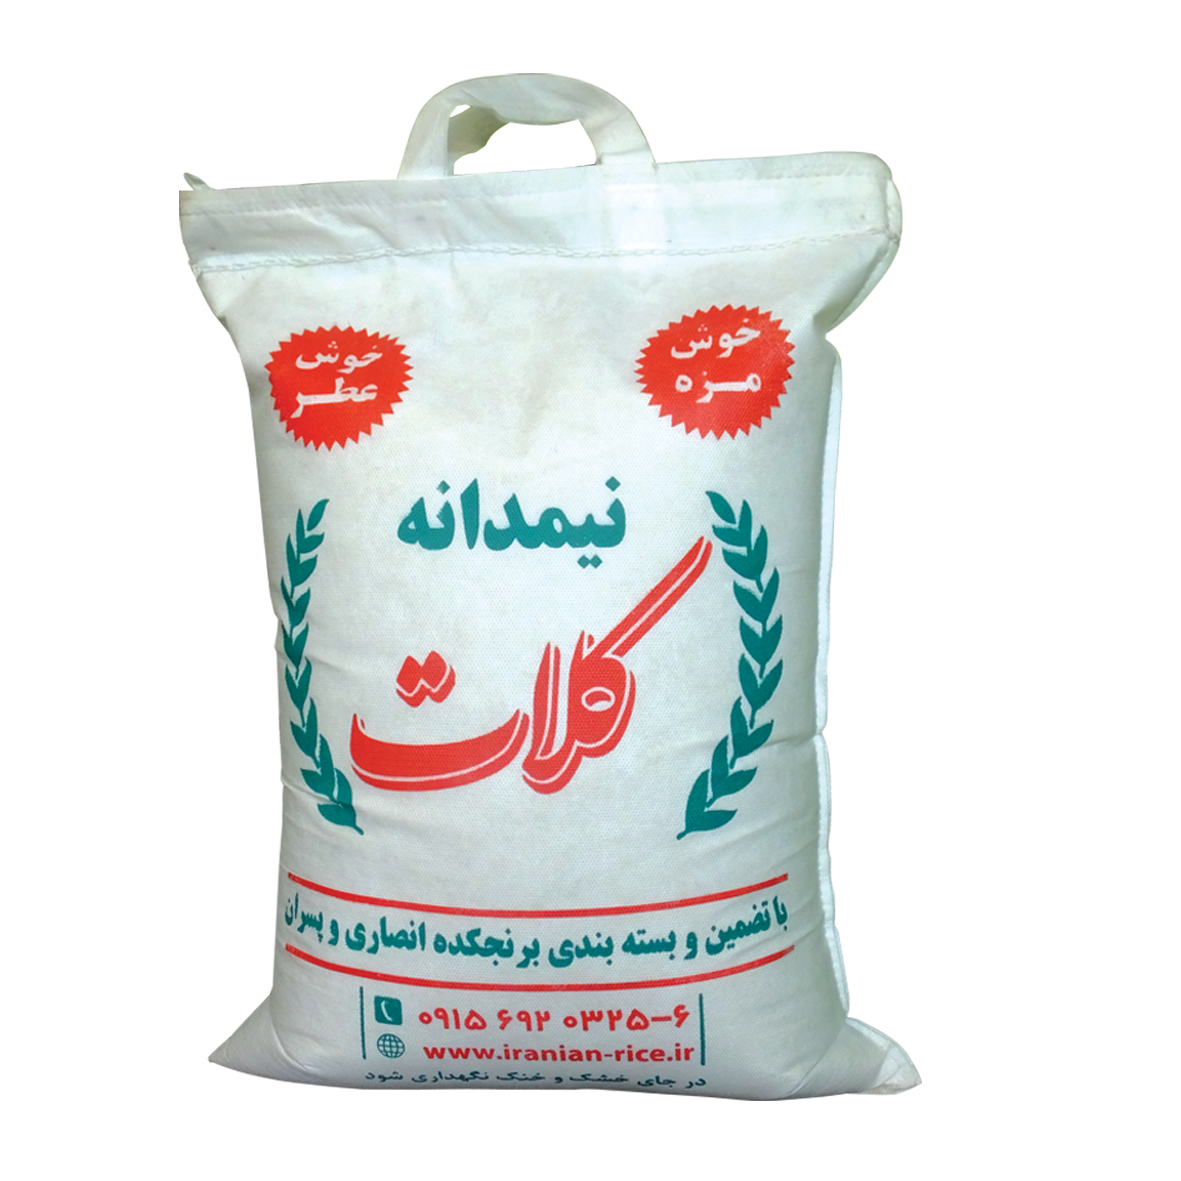 خوش
مزه
خوش
عطر
نیمدانه
کلات
با تضمین و بسته بندی برنجکده انصاری و پسران
۰۹۱۵ ۶۹۲ ۰۳۲۵-۶
www.iranian-rice.ir
در جای خشک و خنک نگهداری شود